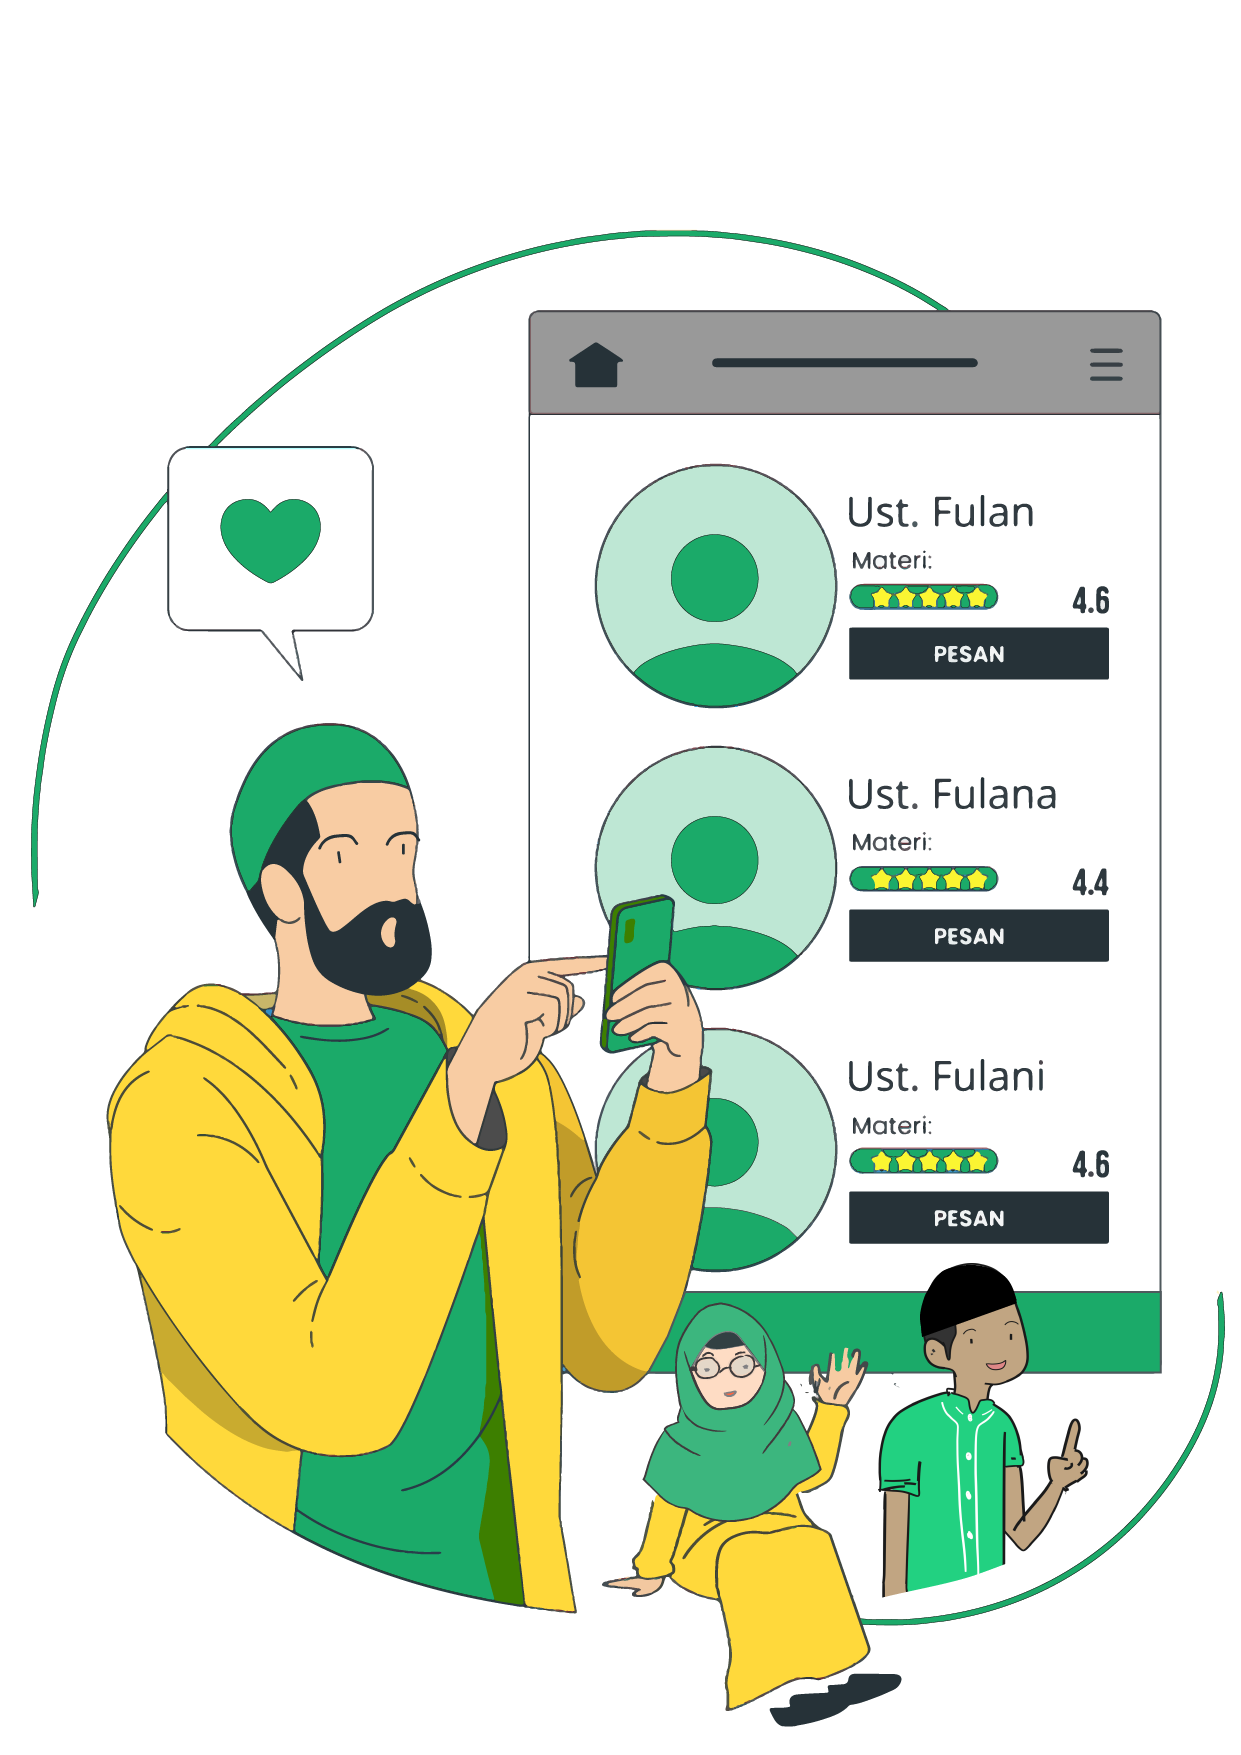 Ust. Fulan
Materi:
4.6
PESAN
Ust. Fulana
Materi:
4.4
PESAN
Ust. Fulani
Materi:
4.6
PESAN